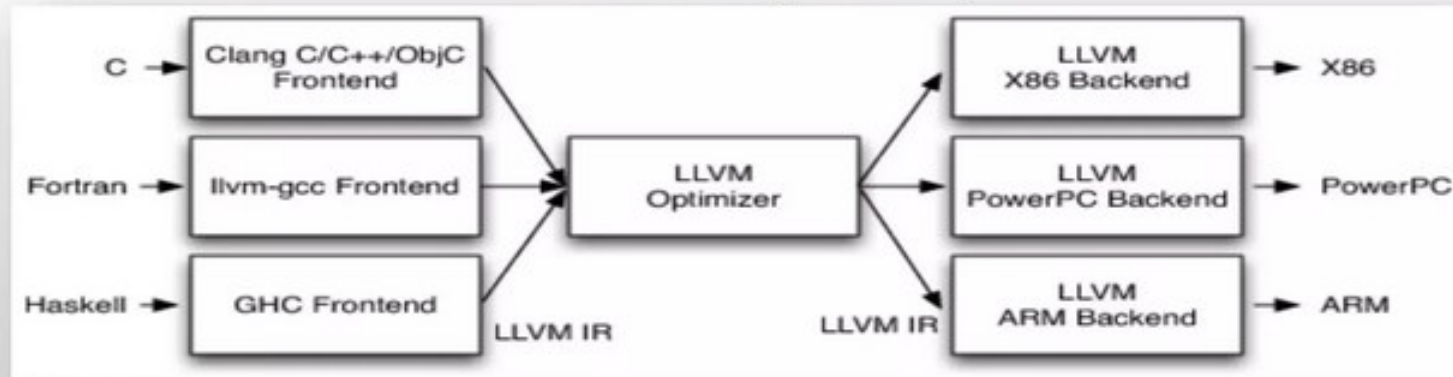 C
Clang C/C++/ObjC
Frontend
LLVM
X86 Backend
X86
Fortran
llvm-gcc Frontend
LLVM
Optimizer
LLVM
PowerPC Backend
PowerPC
Haskell
GHC Frontend
LLVM IR
LLVM IR
LLVM
ARM Backend
ARM